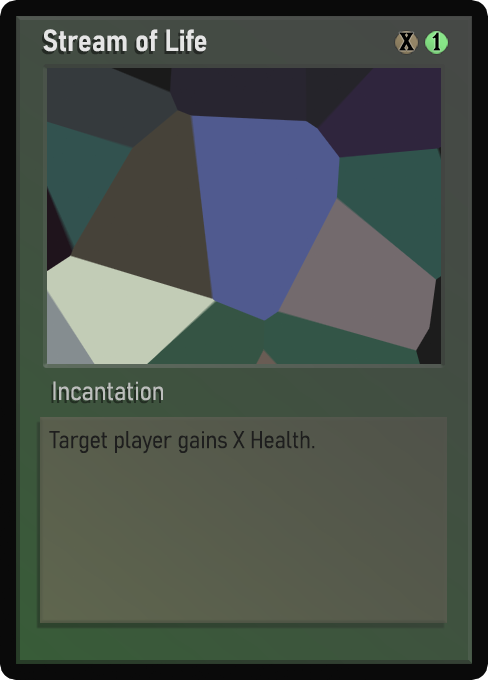 Stream of Life X 1
Incantation
Target player gains X Health.